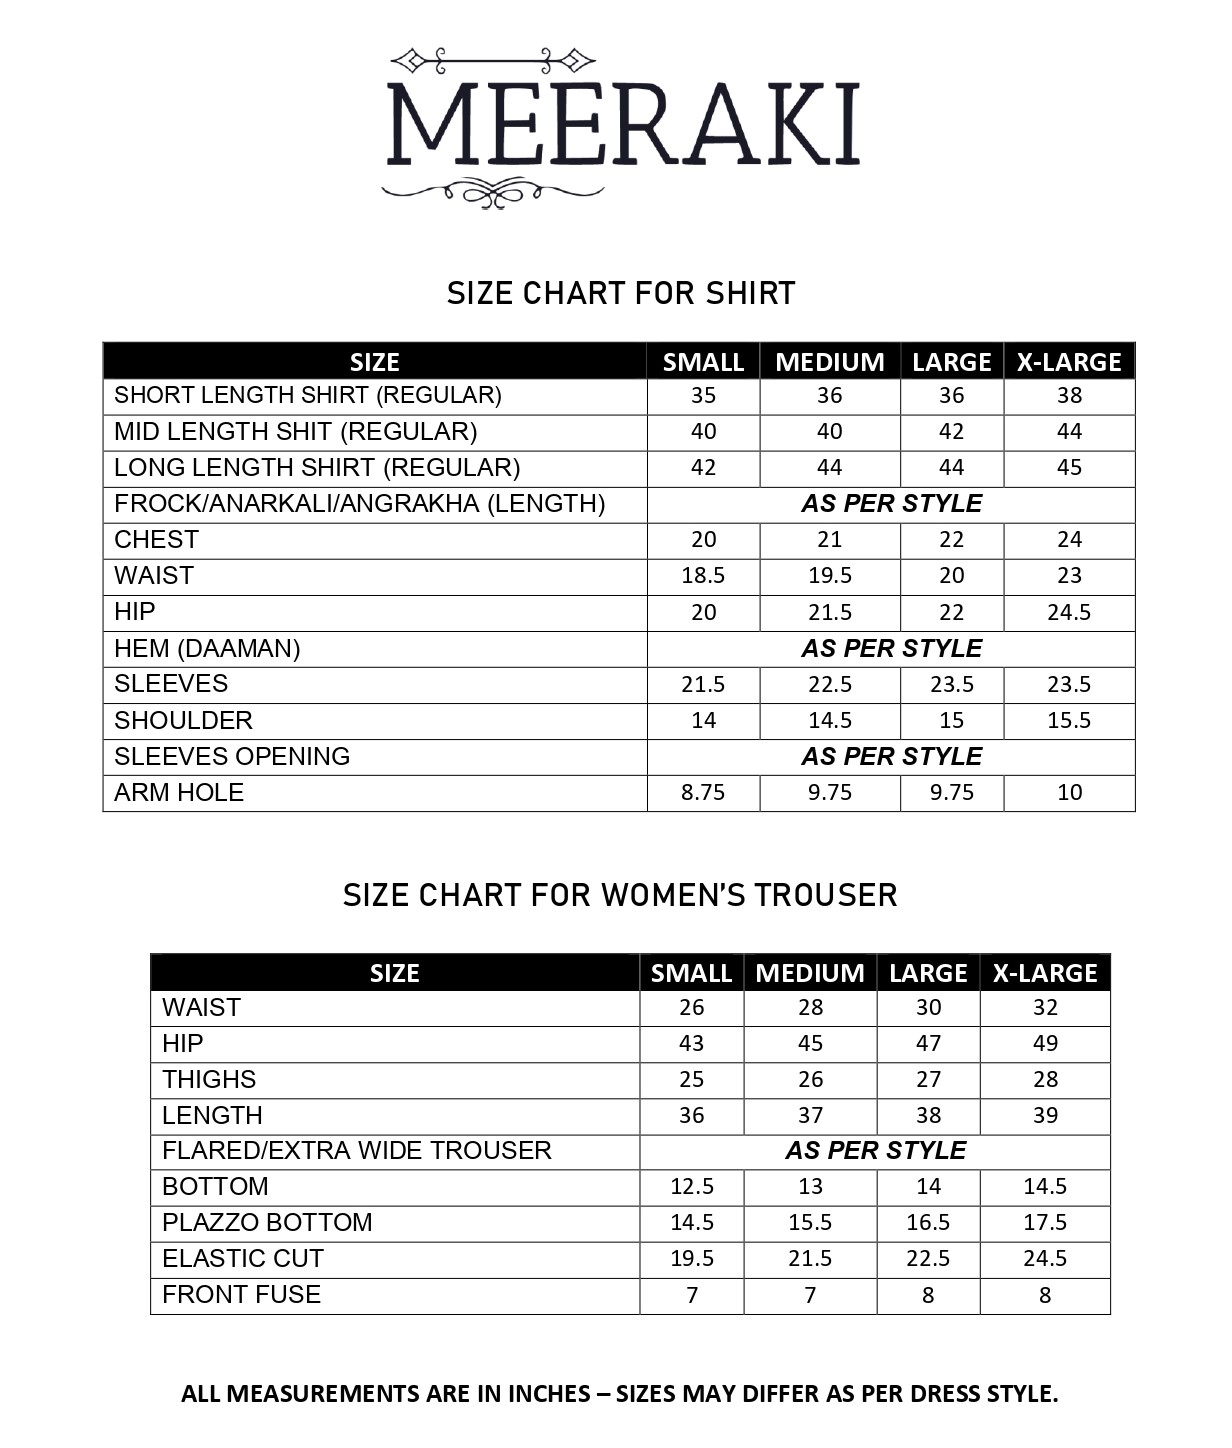 MEERAKI
SIZE CHART FOR SHIRT
SIZE SMALL MEDIUM LARGE X-LARGE
SHORT LENGTH SHIRT (REGULAR) 35 36 36 38
MID LENGTH SHIT (REGULAR) 40 40 42 44
LONG LENGTH SHIRT (REGULAR) 42 44 44 45
FROCK/ANARKALI/ANGRAKHA (LENGTH) AS PER STYLE
CHEST 20 21 22 24
WAIST 18.5 19.5 20 23
HIP 20 21.5 22 24.5
HEM (DAAMAN) AS PER STYLE
SLEEVES 21.5 22.5 23.5 23.5
SHOULDER 14 14.5 15 15.5
SLEEVES OPENING AS PER STYLE
ARM HOLE 8.75 9.75 9.75 10
SIZE CHART FOR WOMEN’S TROUSER
SIZE SMALL MEDIUM LARGE X-LARGE
WAIST 26 28 30 32
HIP 43 45 47 49
THIGHS 25 26 27 28
LENGTH 36 37 38 39
FLARED/EXTRA WIDE TROUSER AS PER STYLE
BOTTOM 12.5 13 14 14.5
PLAZZO BOTTOM 14.5 15.5 16.5 17.5
ELASTIC CUT 19.5 21.5 22.5 24.5
FRONT FUSE 7 7 8 8
ALL MEASUREMENTS ARE IN INCHES – SIZES MAY DIFFER AS PER DRESS STYLE.